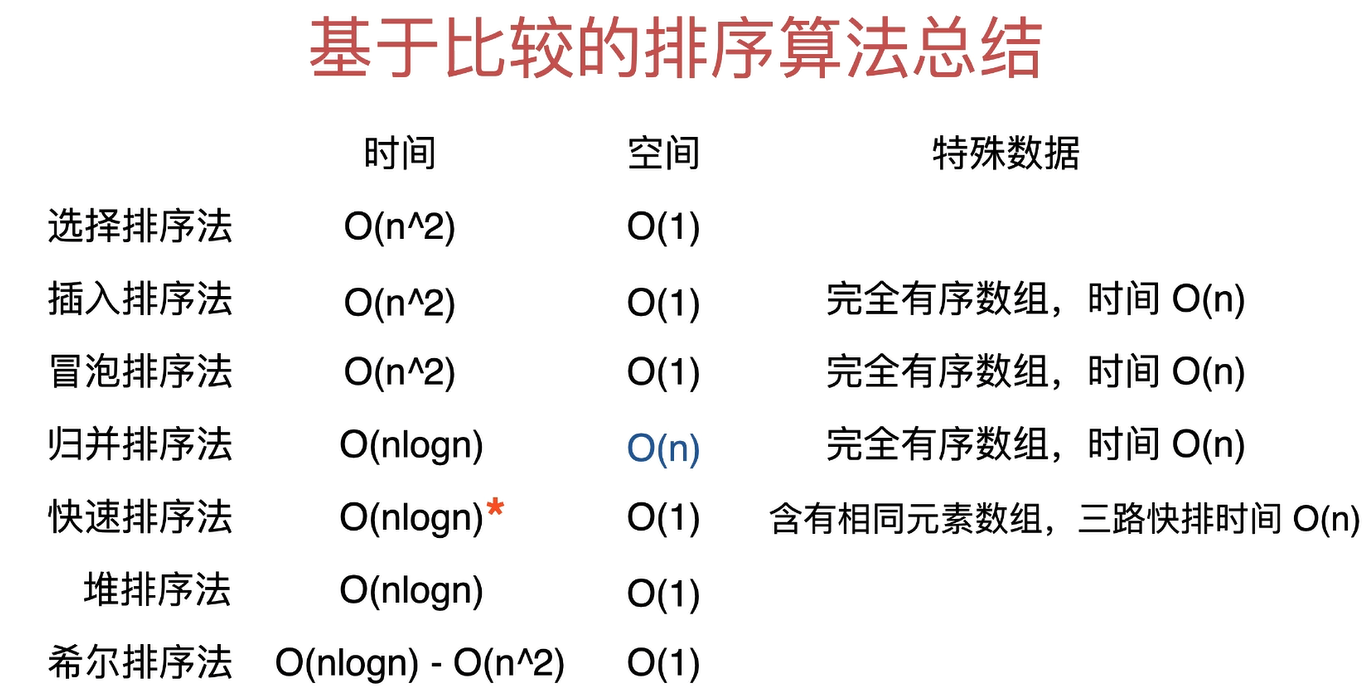 基于比较的排序算法总结
时间 空间 特殊数据
选择排序法 O(n^2) O(1)
插入排序法 O(n^2) O(1) 完全有序数组，时间 O(n)
冒泡排序法 O(n^2) O(1) 完全有序数组，时间 O(n)
归并排序法 O(nlogn) O(n) 完全有序数组，时间 O(n)
快速排序法 O(nlogn)* O(1) 含有相同元素数组，三路快排时间 O(n)
堆排序法 O(nlogn) O(1)
希尔排序法 O(nlogn) - O(n^2) O(1)